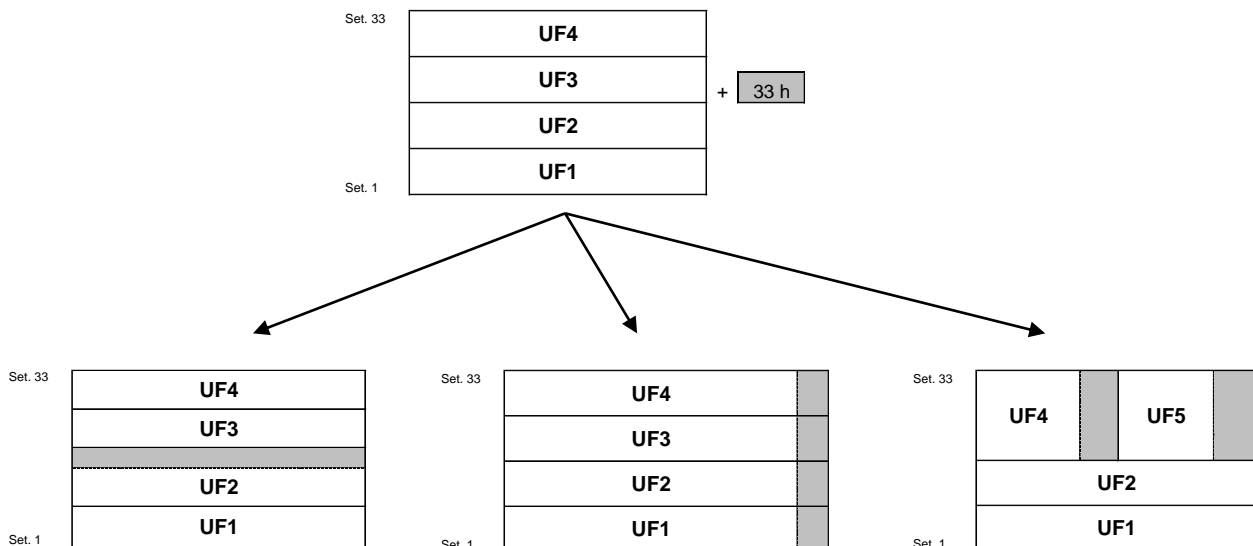 Set. 33
UF4
UF3
+ 33 h
UF2
UF1
Set. 1
Set. 33
UF4
UF3
UF2
UF1
Set. 1
Set. 33
UF4
UF3
UF2
UF1
Set. 1
Set. 33
UF4 UF5
UF2
UF1
Set. 1